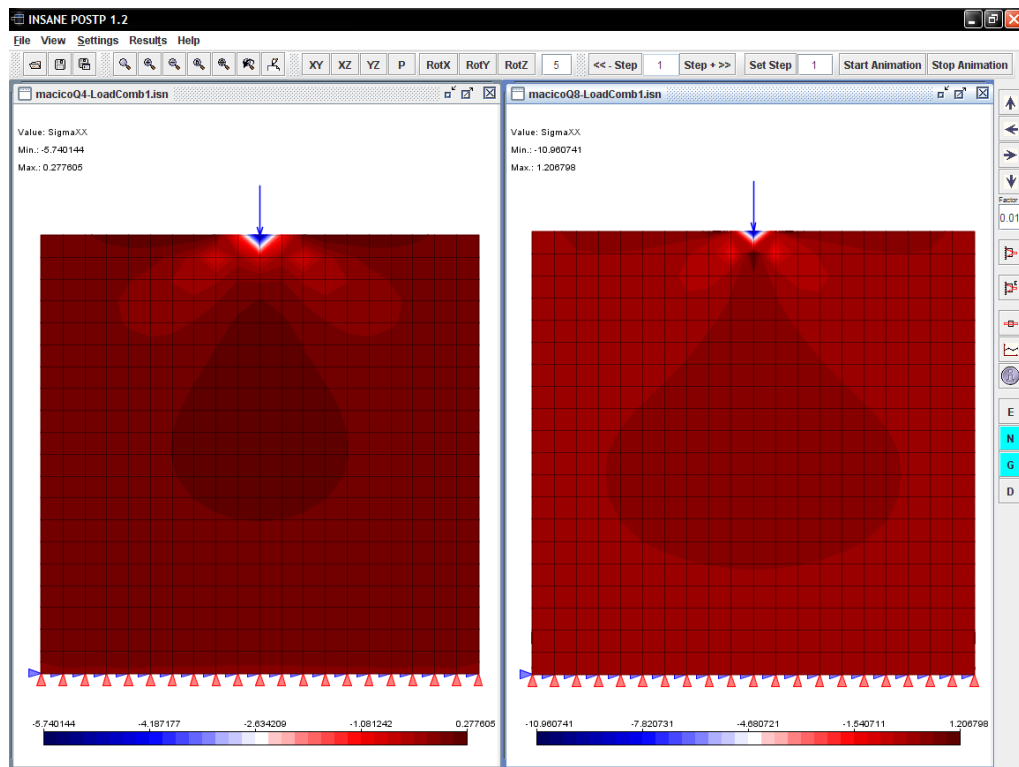 INSANE POSTP 1.2
File View Settings Results Help
XY XZ YZ P RotX RotY RotZ 5 <<- Step 1 Step + >> Set Step 1 Start Animation Stop Animation
macicoQ4-LoadComb1.isn
Value: SigmaXX
Min.: -5.740144
Max.: 0.277605
-5.740144 -4.187177 -2.634209 -1.081242 0.277605
macicoQ8-LoadComb1.isn
Value: SigmaXX
Min.: -10.960741
Max.: 1.206798
-10.960741 -7.820731 -4.680721 -1.540711 1.206798
Factor
0.01
E
N
G
D